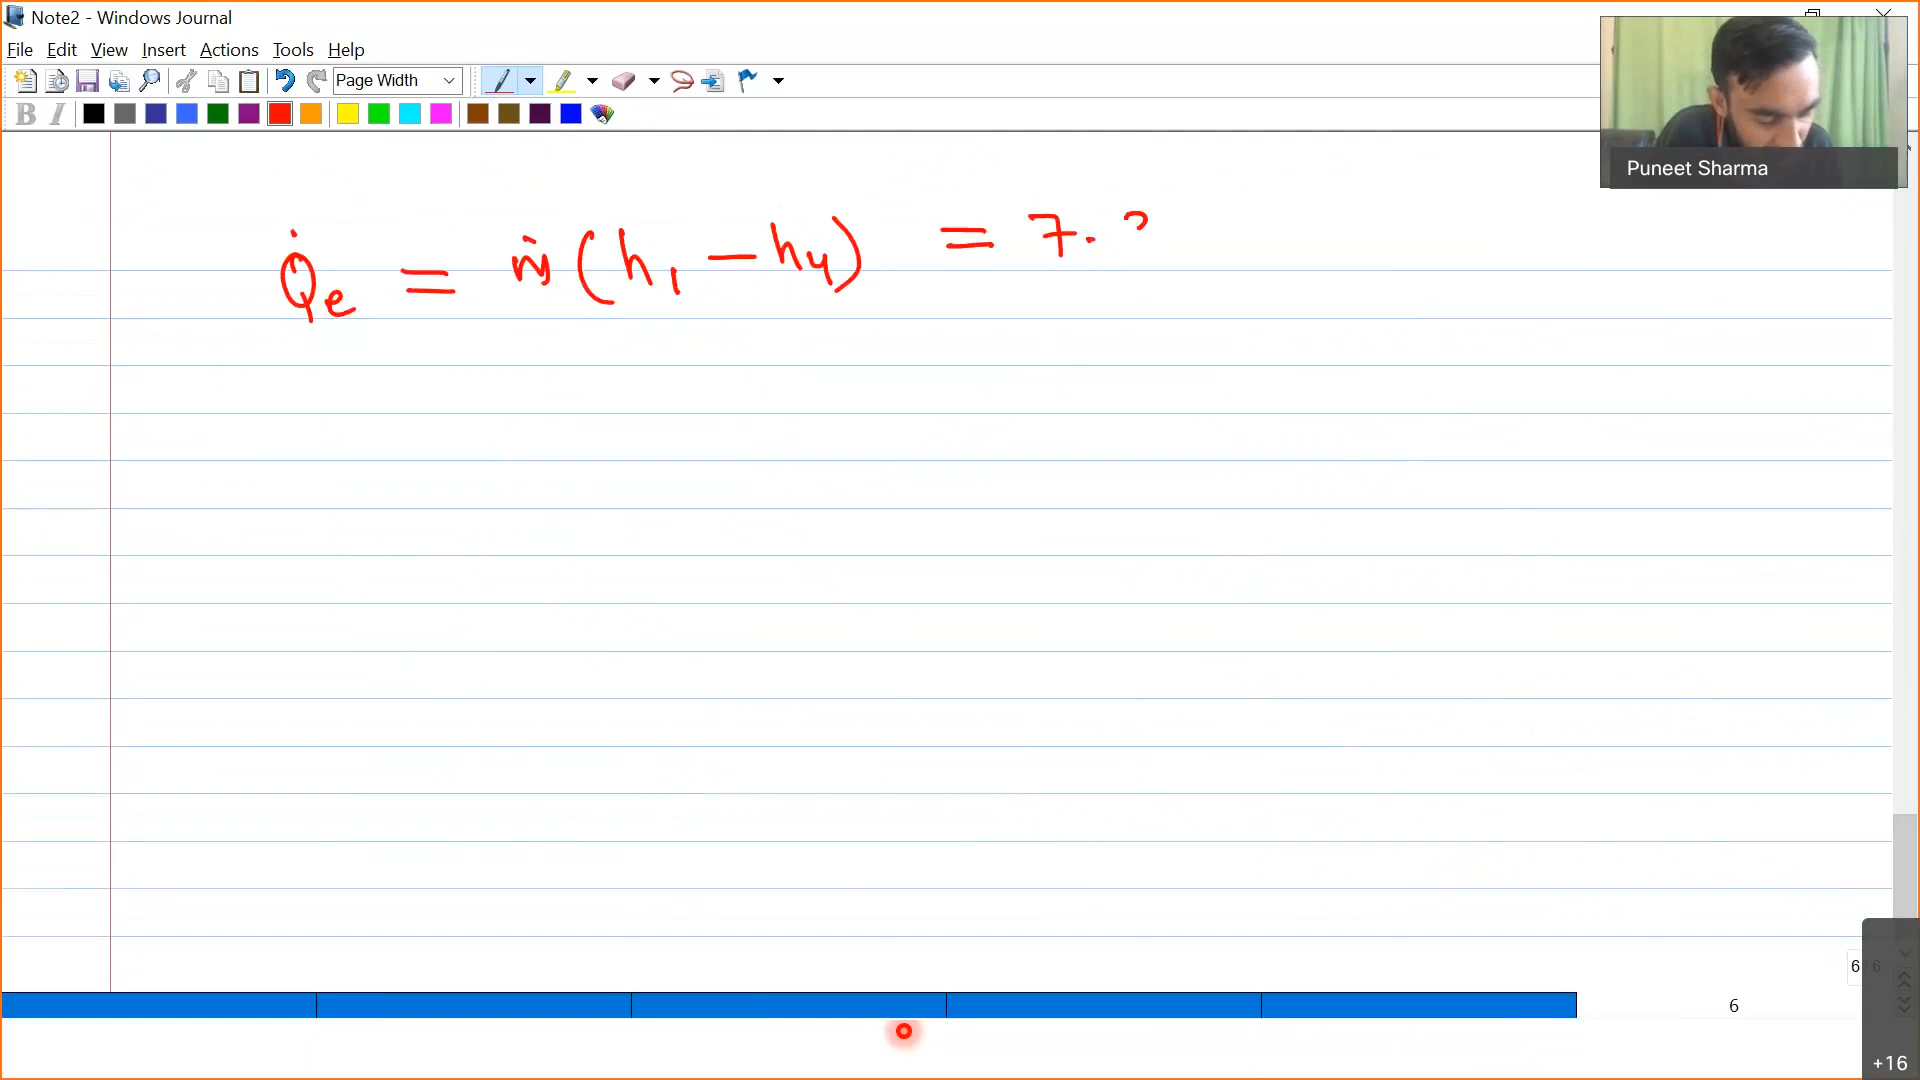 Note2 - Windows Journal
File Edit View Insert Actions Tools Help
Page Width
B I
Puneet Sharma
Q̇e = ṁ (h1 - h4) = 7.
6
6
+16